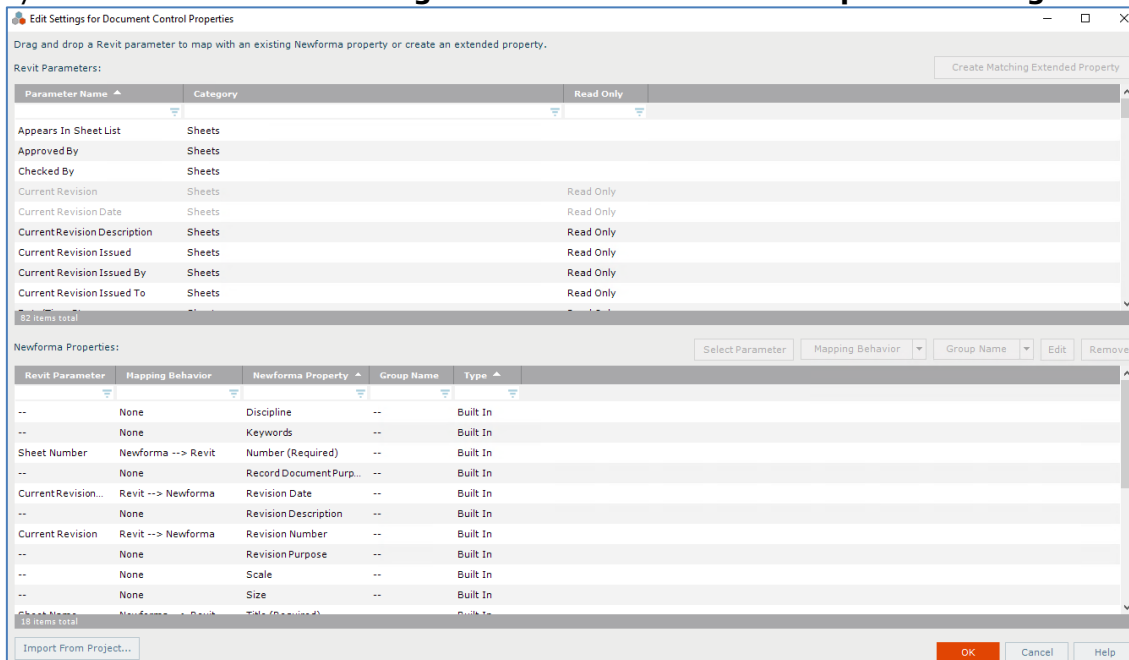 Edit Settings for Document Control Properties
Drag and drop a Revit parameter to map with an existing Newforma property or create an extended property.
Revit Parameters:
Create Matching Extended Property
Parameter Name Category Read Only
Appears In Sheet List Sheets
Approved By Sheets
Checked By Sheets
Current Revision Sheets Read Only
Current Revision Date Sheets Read Only
Current Revision Description Sheets Read Only
Current Revision Issued Sheets Read Only
Current Revision Issued By Sheets Read Only
Current Revision Issued To Sheets Read Only
82 items total
Newforma Properties:
Select Parameter Mapping Behavior Group Name Edit Remove
Revit Parameter Mapping Behavior Newforma Property Group Name Type
-- None Discipline -- Built In
-- None Keywords -- Built In
Sheet Number Newforma --> Revit Number (Required) -- Built In
-- None Record Document Purp... -- Built In
Current Revision... Revit --> Newforma Revision Date -- Built In
-- None Revision Description -- Built In
Current Revision Revit --> Newforma Revision Number -- Built In
-- None Revision Purpose -- Built In
-- None Scale -- Built In
-- None Size -- Built In
Sheet Name Newforma --> Revit Title (Required) -- Built In
18 items total
Import From Project...
OK Cancel Help